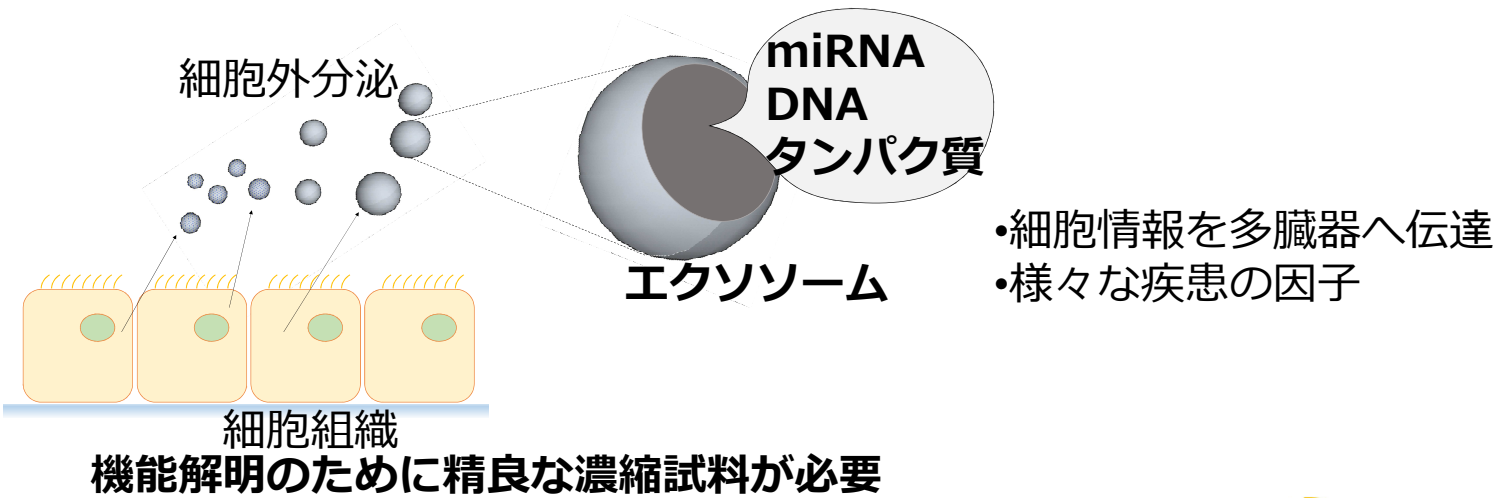 細胞外分泌
miRNA
DNA
タンパク質
エクソソーム
•細胞情報を多臓器へ伝達
•様々な疾患の因子
細胞組織
機能解明のために精良な濃縮試料が必要